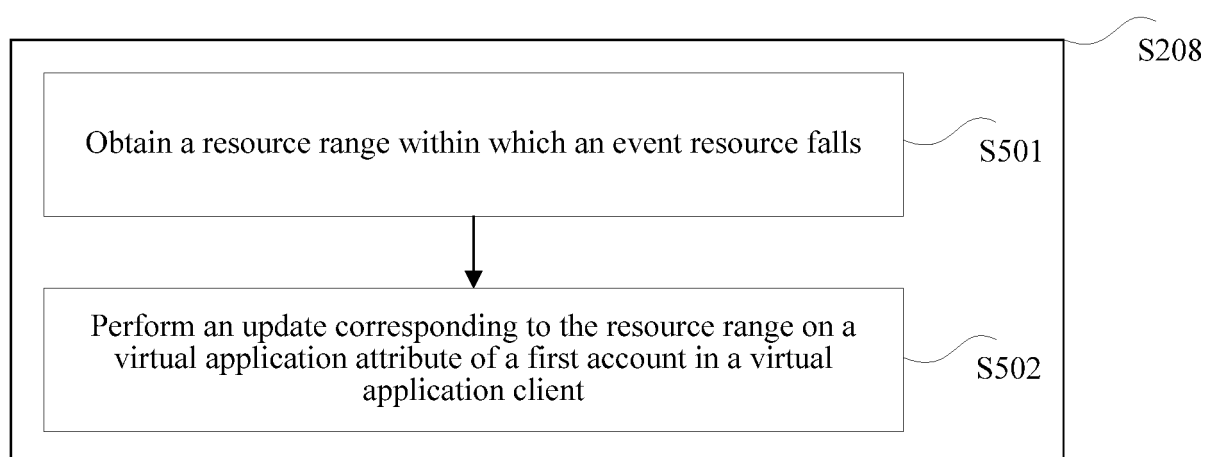 S208
Obtain a resource range within which an event resource falls
S501
Perform an update corresponding to the resource range on a
virtual application attribute of a first account in a virtual
application client
S502